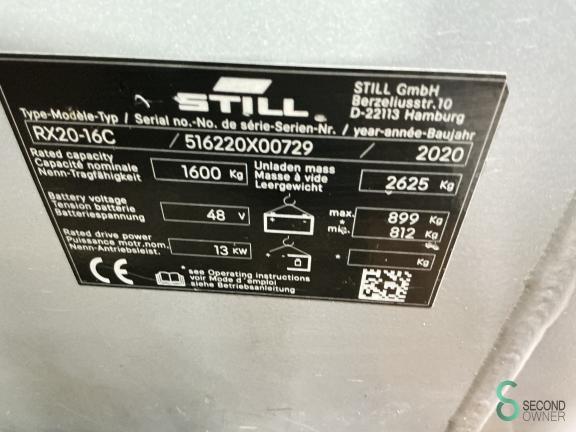 STILL
STILL GmbH
Berzeliusstr.10
D-22113 Hamburg
Type-Modèle-Typ / Serial no.-No. de série-Serien-Nr. / year-année-Baujahr
RX20-16C / 516220X00729 / 2020
Rated capacity
Capacité nominale
Nenn-Tragfähigkeit
1600 Kg
Unladen mass
Masse à vide
Leergewicht
2625 Kg
Battery voltage
Tension batterie
Batteriespannung
48 V
max. 899 Kg
*
min. 812 Kg
Rated drive power
Puissance motr.nom.
Nenn-Antriebsleist.
13 KW
* Kg
CE
*see Operating instructions
voir Mode d'emploi
siehe Betriebsanleitung
SECOND
OWNER